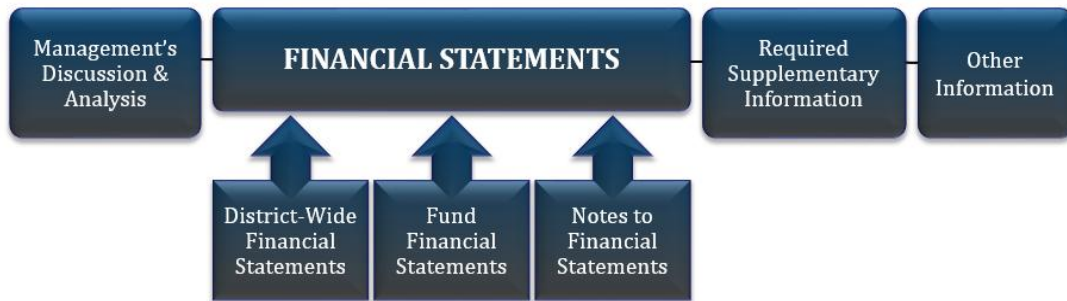 Management's
Discussion &
Analysis
FINANCIAL STATEMENTS
Required
Supplementary
Information
Other
Information
District-Wide
Financial
Statements
Fund
Financial
Statements
Notes to
Financial
Statements